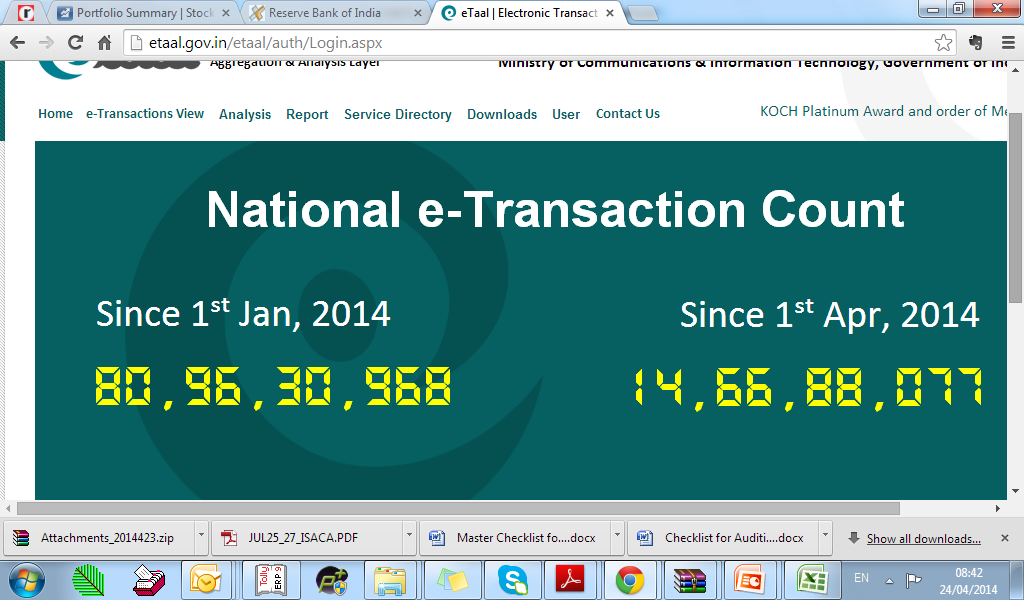 Portfolio Summary | Stock
Reserve Bank of India
eTaal | Electronic Transact
etaal.gov.in/etaal/auth/Login.aspx
Aggregation & Analysis Layer
Ministry of Communications & Information Technology, Government of In
Home e-Transactions View Analysis Report Service Directory Downloads User Contact Us
KOCH Platinum Award and order of Me
National e-Transaction Count
Since 1st Jan, 2014
Since 1st Apr, 2014
80,96,30,968
14,66,88,077
Attachments_2014423.zip
JUL25_27_ISACA.PDF
Master Checklist fo....docx
Checklist for Auditi....docx
Show all downloads...
EN
08:42
24/04/2014